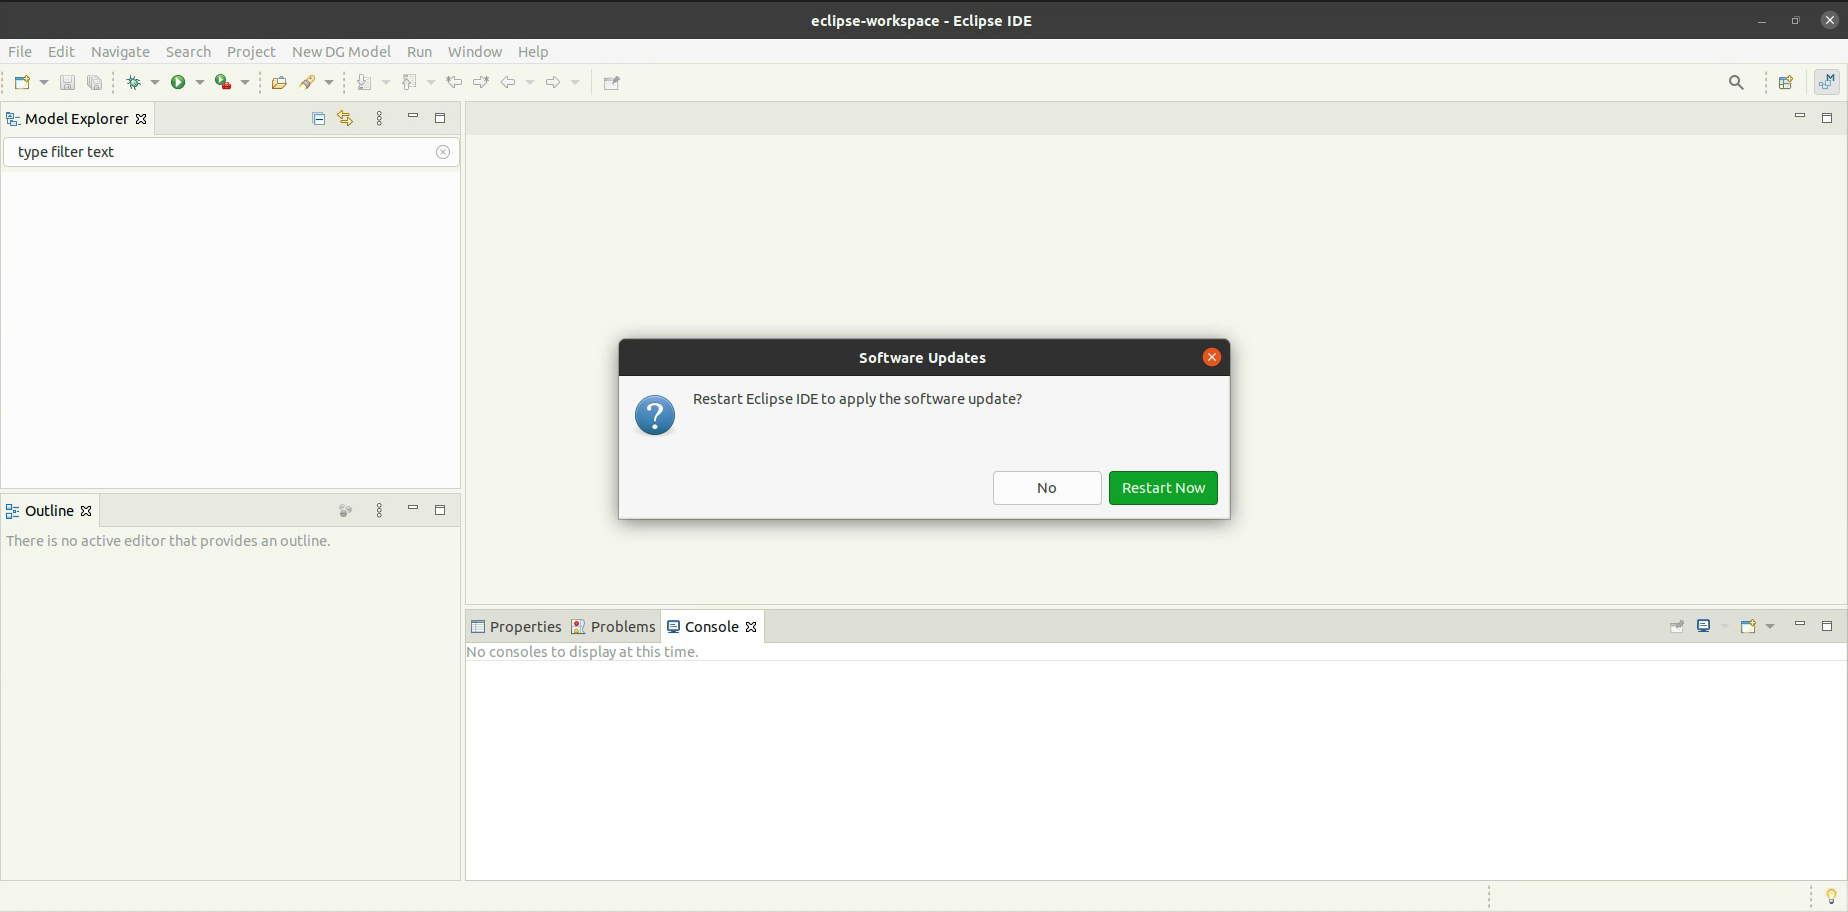 eclipse-workspace - Eclipse IDE
File Edit Navigate Search Project New DG Model Run Window Help
Model Explorer
type filter text
Software Updates
Restart Eclipse IDE to apply the software update?
No Restart Now
Outline
There is no active editor that provides an outline.
Properties Problems Console
No consoles to display at this time.